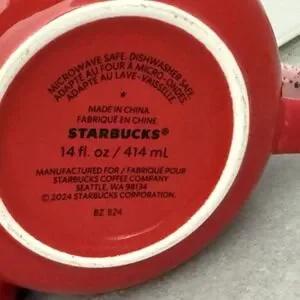 MICROWAVE SAFE. DISHWASHER SAFE.
ADAPTÉ AU FOUR À MICRO-ONDES
ADAPTÉ AU LAVE-VAISSELLE
*
MADE IN CHINA
FABRIQUÉ EN CHINE
STARBUCKS®
14 fl. oz / 414 mL
MANUFACTURED FOR / FABRIQUÉ POUR
STARBUCKS COFFEE COMPANY
SEATTLE, WA 98134
© 2024 STARBUCKS CORPORATION.
BZ 824